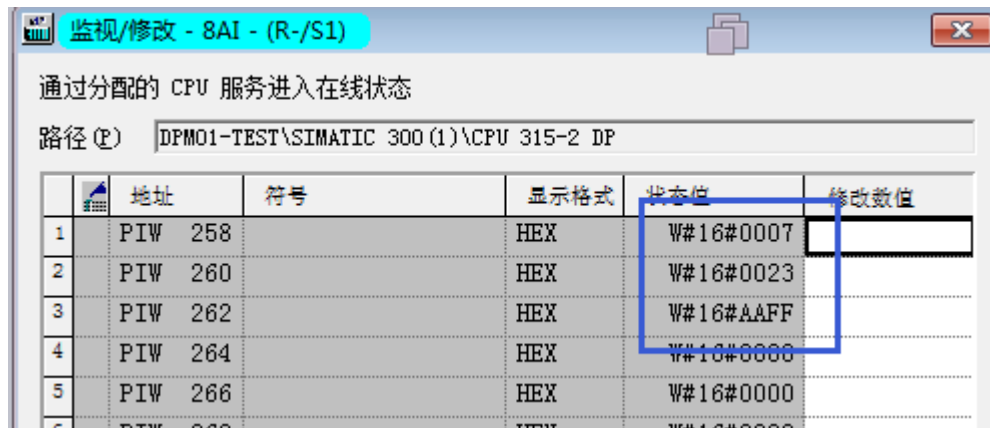 监视/修改 - 8AI - (R-/S1)
通过分配的 CPU 服务进入在线状态
路径(P) DPM01-TEST\SIMATIC 300(1)\CPU 315-2 DP
地址 符号 显示格式 状态值 修改数值
1 PIW 258 HEX W#16#0007
2 PIW 260 HEX W#16#0023
3 PIW 262 HEX W#16#AAFF
4 PIW 264 HEX W#16#0000
5 PIW 266 HEX W#16#0000